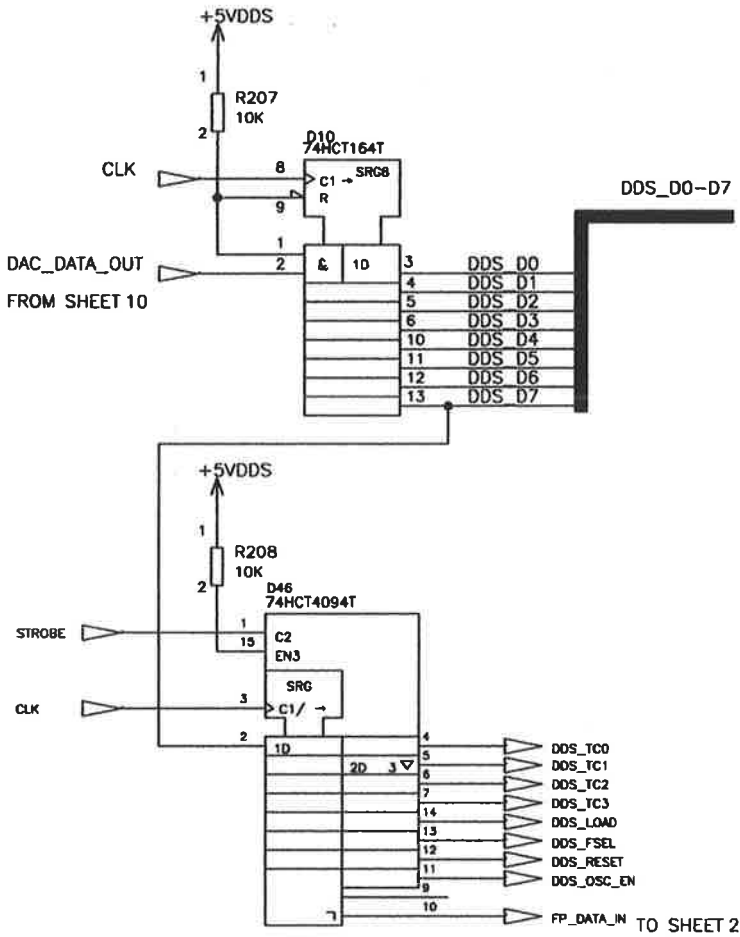 +5VDDS
1
R207
10K
2
D10
74HCT164T
CLK
8
C1 → SRG8
9
R
DDS_D0-D7
1
DAC_DATA_OUT
2
&
1D
3
DDS_D0
FROM SHEET 10
4
DDS_D1
5
DDS_D2
6
DDS_D3
10
DDS_D4
11
DDS_D5
12
DDS_D6
13
DDS_D7
+5VDDS
1
R208
10K
2
D46
74HCT4094T
STROBE
1
C2
15
EN3
SRG
CLK
3
C1/ →
2
1D
4
DDS_TC0
2D 3 ▽
5
DDS_TC1
6
DDS_TC2
7
DDS_TC3
14
DDS_LOAD
13
DDS_FSEL
12
DDS_RESET
11
DDS_OSC_EN
9
10
FP_DATA_IN TO SHEET 2